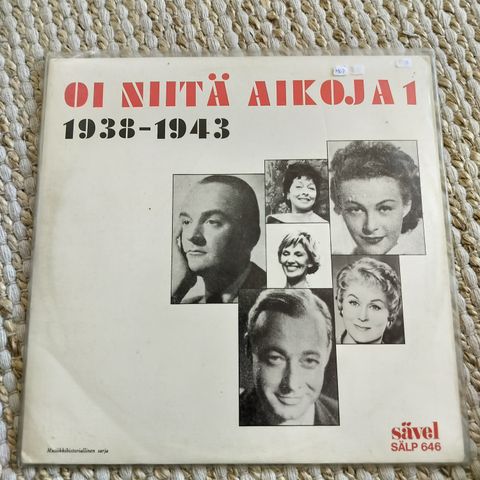 OI NIITÄ AIKOJA 1
1938-1943
sävel
SÄLP 646
Musiikkihistoriallinen sarja